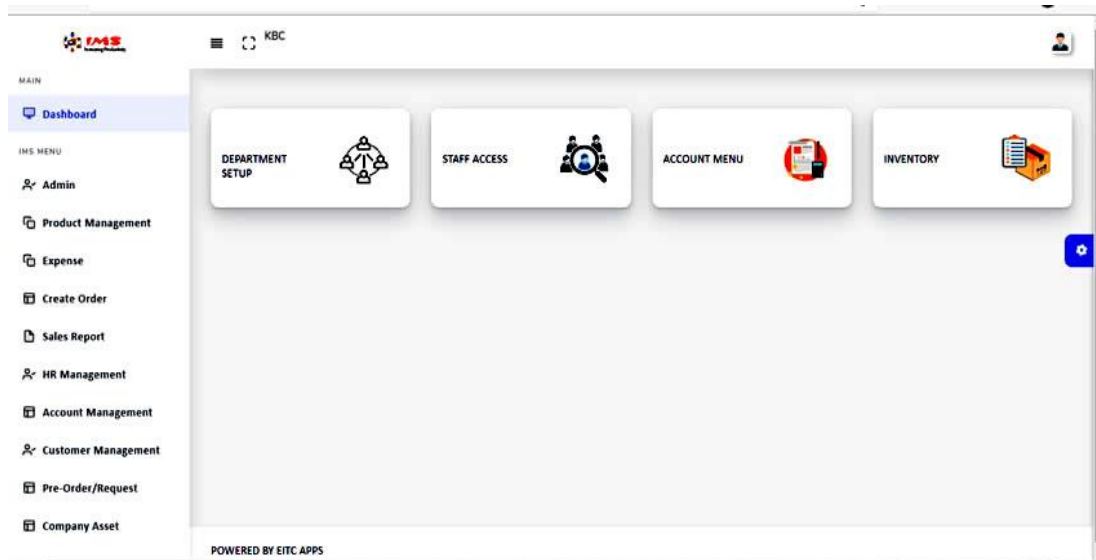 IMS
KBC
MAIN
Dashboard
IMS MENU
Admin
Product Management
Expense
Create Order
Sales Report
HR Management
Account Management
Customer Management
Pre-Order/Request
Company Asset
DEPARTMENT
SETUP
STAFF ACCESS
ACCOUNT MENU
INVENTORY
POWERED BY EITC APPS